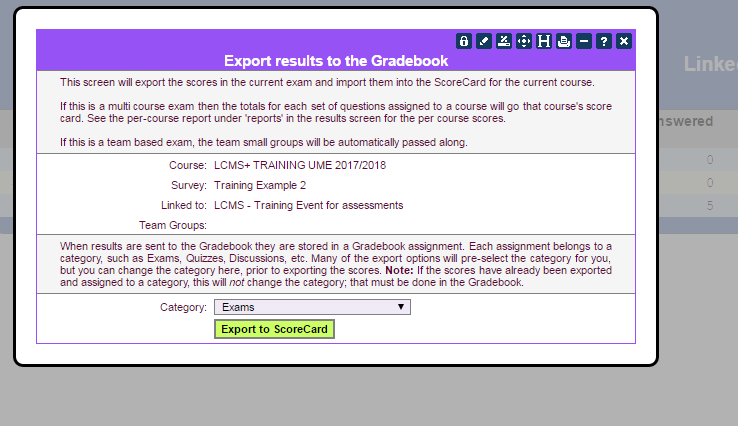 Export results to the Gradebook
This screen will export the scores in the current exam and import them into the ScoreCard for the current course.
If this is a multi course exam then the totals for each set of questions assigned to a course will go that course's score
card. See the per-course report under 'reports' in the results screen for the per course scores.
If this is a team based exam, the team small groups will be automatically passed along.
Course: LCMS+ TRAINING UME 2017/2018
Survey: Training Example 2
Linked to: LCMS - Training Event for assessments
Team Groups:
When results are sent to the Gradebook they are stored in a Gradebook assignment. Each assignment belongs to a
category, such as Exams, Quizzes, Discussions, etc. Many of the export options will pre-select the category for you,
but you can change the category here, prior to exporting the scores. Note: If the scores have already been exported
and assigned to a category, this will not change the category; that must be done in the Gradebook.
Category: Exams
Export to ScoreCard
Linke
nswered
0
0
5